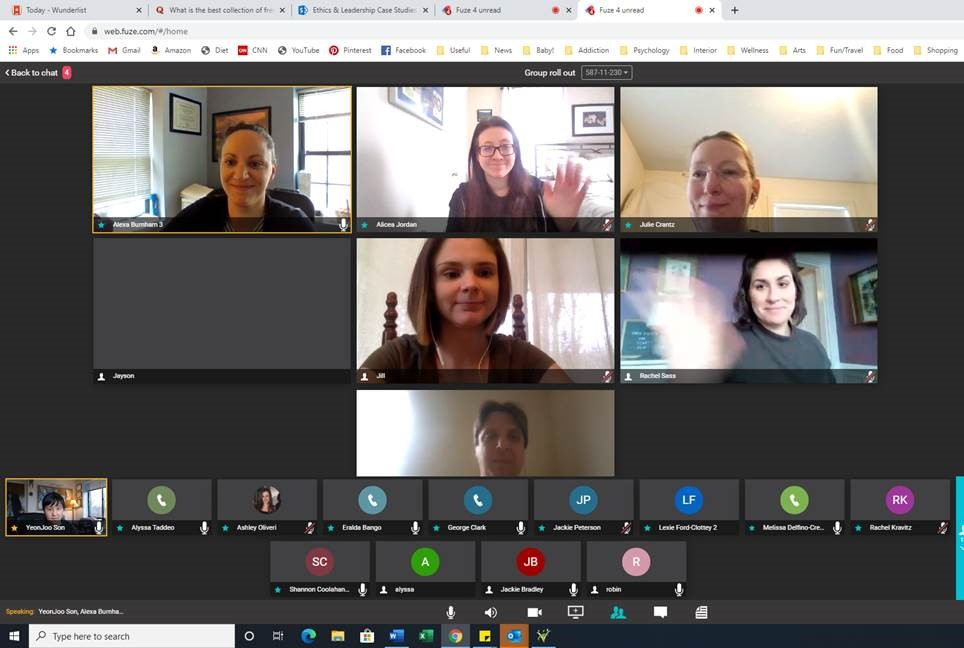 Today - Wunderlist
What is the best collection of fre
Ethics & Leadership Case Studies
Fuze 4 unread
Fuze 4 unread
web.fuze.com/#/home
Apps
Bookmarks
Gmail
Amazon
Diet
CNN
YouTube
Pinterest
Facebook
Useful
News
Baby!
Addiction
Psychology
Interior
Wellness
Arts
Fun/Travel
Food
Shopping
Back to chat 4
Group roll out 587-11-230
Alexa Burnham 3
Alicea Jordan
Julie Crantz
Jayson
Jill
Rachel Sass
YeonJoo Son
Alyssa Taddeo
Ashley Oliveri
Eralda Bango
George Clark
JP
Jackie Peterson
LF
Lexie Ford-Clottey 2
Melissa Delfino-Cre...
RK
Rachel Kravitz
SC
Shannon Coolahan...
A
alyssa
JB
Jackie Bradley
R
robin
Speaking: YeonJoo Son, Alexa Burnha...
Type here to search